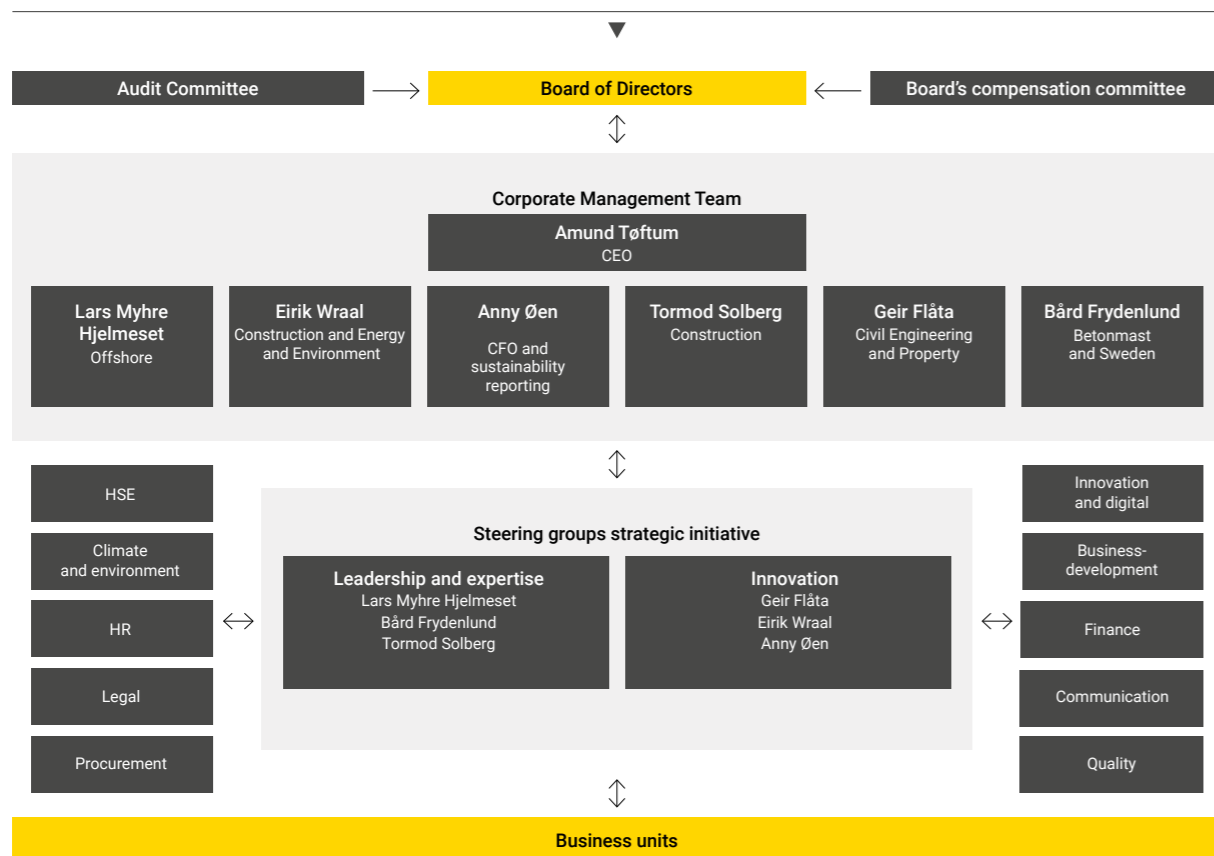 Audit Committee
Board of Directors
Board's compensation committee
Corporate Management Team
Amund Tøftum
CEO
Lars Myhre
Hjelmeset
Offshore
Eirik Wraal
Construction and Energy
and Environment
Anny Øen
CFO and
sustainability
reporting
Tormod Solberg
Construction
Geir Flåta
Civil Engineering
and Property
Bård Frydenlund
Betonmast
and Sweden
HSE
Climate
and environment
HR
Legal
Procurement
Steering groups strategic initiative
Leadership and expertise
Lars Myhre Hjelmeset
Bård Frydenlund
Tormod Solberg
Innovation
Geir Flåta
Eirik Wraal
Anny Øen
Innovation
and digital
Business-
development
Finance
Communication
Quality
Business units